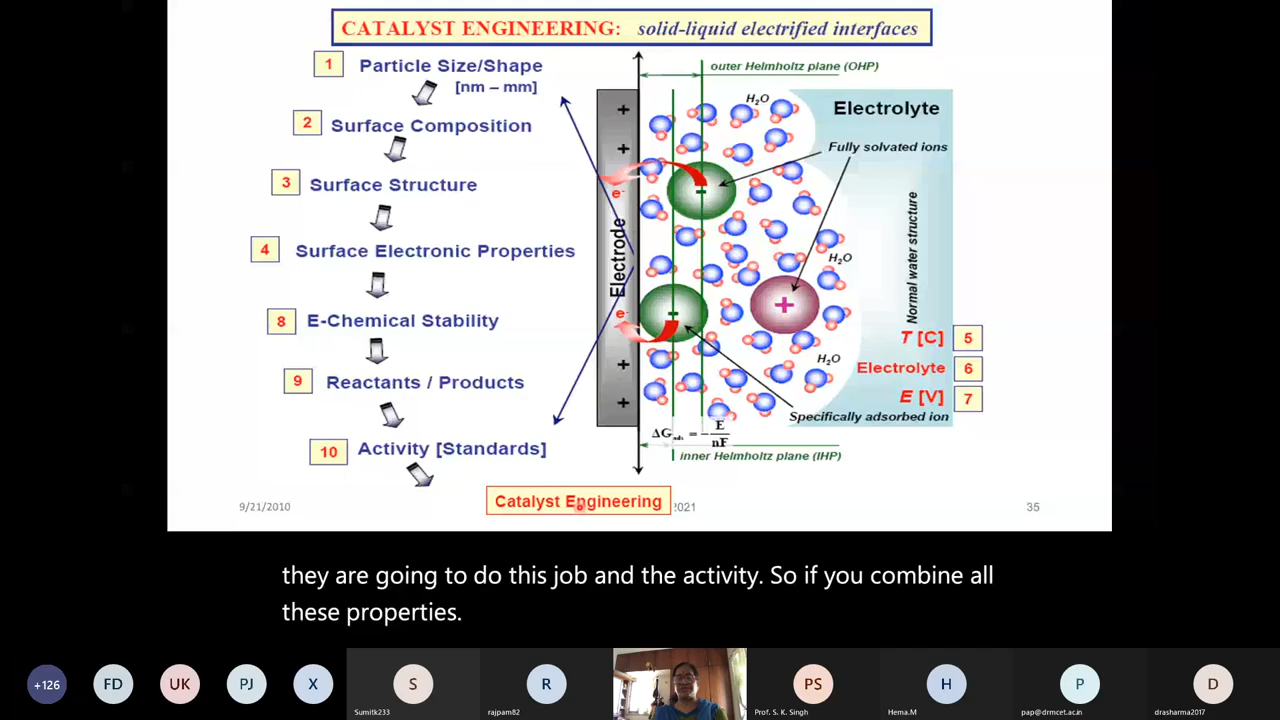 CATALYST ENGINEERING: solid-liquid electrified interfaces
1 Particle Size/Shape
[nm – mm]
2 Surface Composition
3 Surface Structure
4 Surface Electronic Properties
8 E-Chemical Stability
9 Reactants / Products
10 Activity [Standards]
Catalyst Engineering
outer Helmholtz plane (OHP)
H₂O
Electrolyte
Fully solvated ions
+
+
e-
-
Electrode
Normal water structure
H₂O
+
-
e-
T [C] 5
H₂O
Electrolyte 6
+
E [V] 7
+
Specifically adsorbed ion
ΔG = - E
nF
inner Helmholtz plane (IHP)
9/21/2010
2021
35
they are going to do this job and the activity. So if you combine all
these properties.
+126 FD UK PJ X S R PS H P D
Sumitk233 rajpam82 Prof. S. K. Singh Hema.M pap@drmcet.ac.in drasharma2017